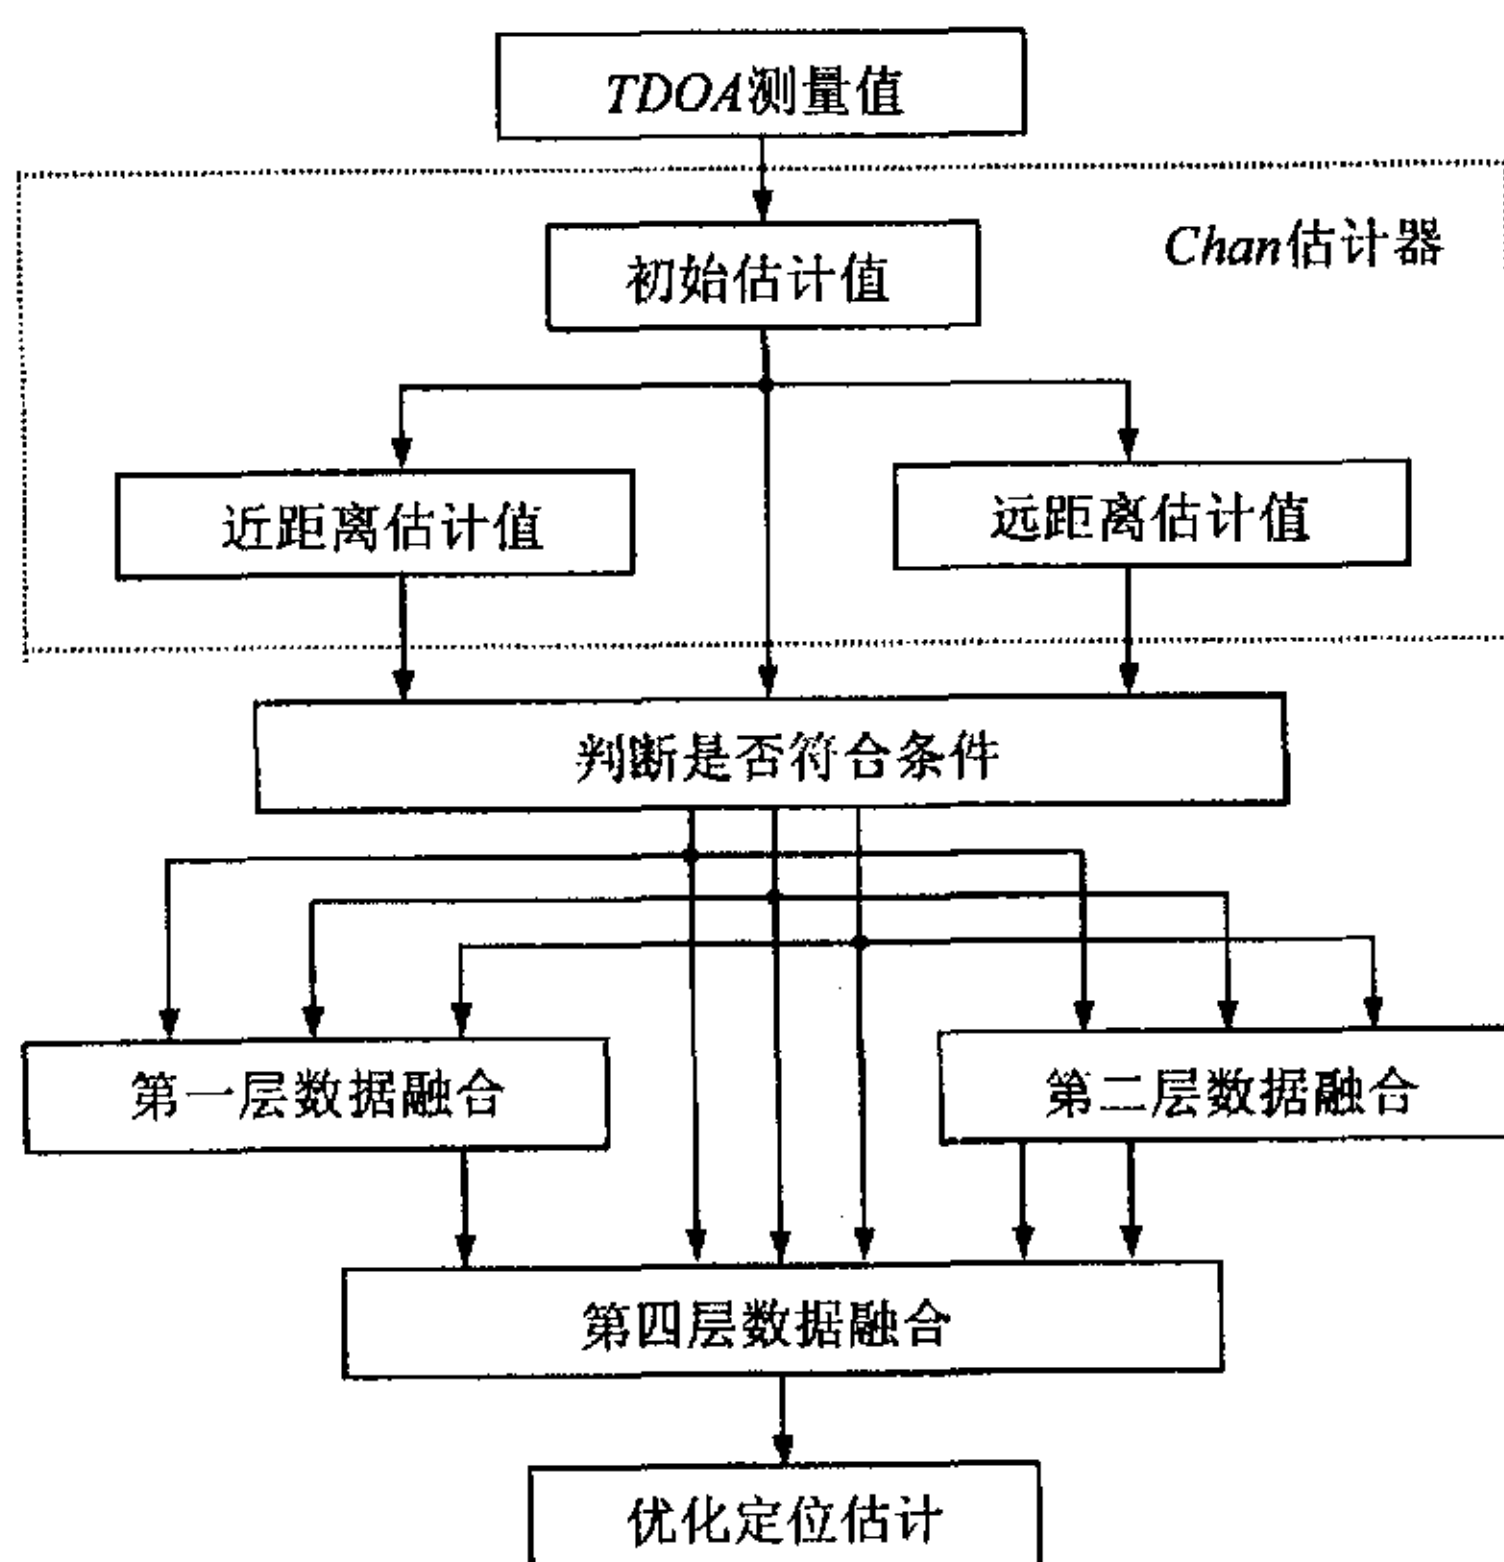 TDOA测量值
Chan估计器
初始估计值
近距离估计值
远距离估计值
判断是否符合条件
第一层数据融合
第二层数据融合
第四层数据融合
优化定位估计